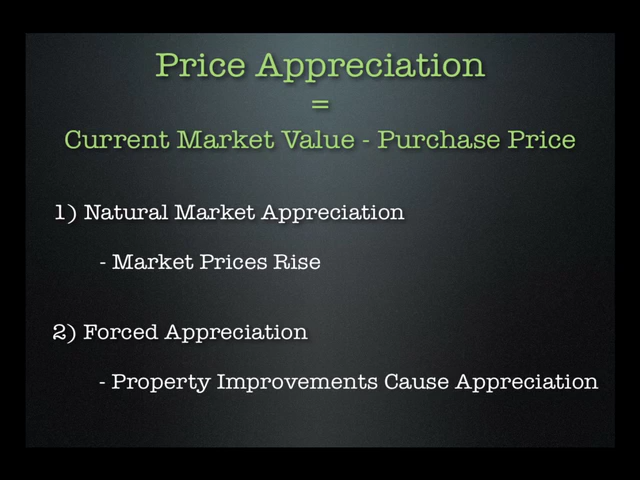 Price Appreciation
=
Current Market Value - Purchase Price
1) Natural Market Appreciation
- Market Prices Rise
2) Forced Appreciation
- Property Improvements Cause Appreciation